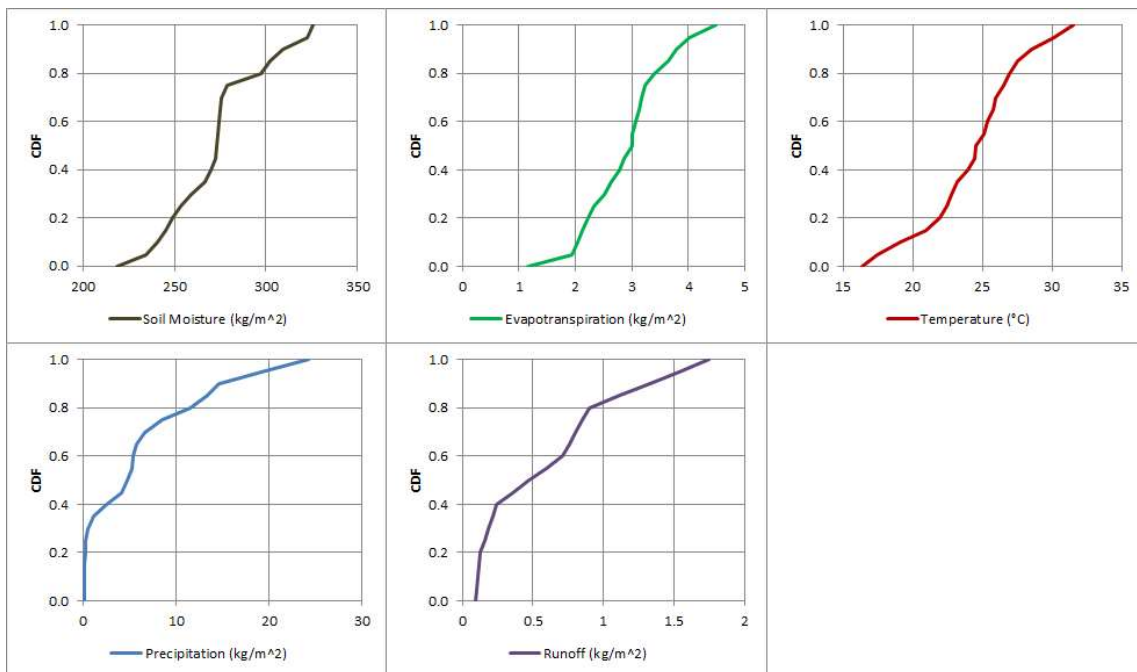 1.0
0.8
0.6
0.4
0.2
0.0
CDF
200 250 300 350
Soil Moisture (kg/m^2)
1.0
0.8
0.6
0.4
0.2
0.0
CDF
0 1 2 3 4 5
Evapotranspiration (kg/m^2)
1.0
0.8
0.6
0.4
0.2
0.0
CDF
15 20 25 30 35
Temperature (°C)
1.0
0.8
0.6
0.4
0.2
0.0
CDF
0 10 20 30
Precipitation (kg/m^2)
1.0
0.8
0.6
0.4
0.2
0.0
CDF
0 0.5 1 1.5 2
Runoff (kg/m^2)